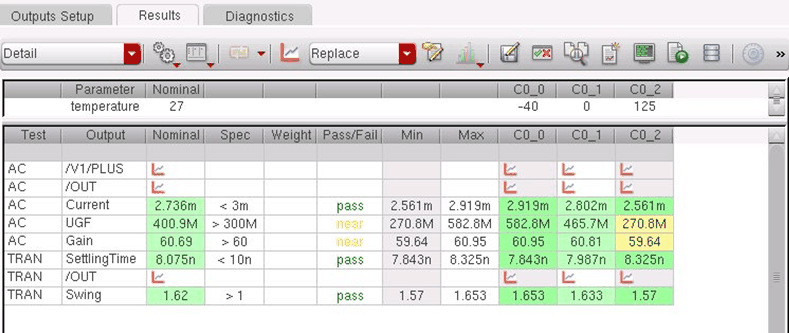 Outputs Setup Results Diagnostics
Detail Replace »
Parameter Nominal C0_0 C0_1 C0_2
temperature 27 -40 0 125
Test Output Nominal Spec Weight Pass/Fail Min Max C0_0 C0_1 C0_2
AC /V1/PLUS
AC /OUT
AC Current 2.736m < 3m pass 2.561m 2.919m 2.919m 2.802m 2.561m
AC UGF 400.9M > 300M near 270.8M 582.8M 582.8M 465.7M 270.8M
AC Gain 60.69 > 60 near 59.64 60.95 60.95 60.81 59.64
TRAN SettlingTime 8.075n < 10n pass 7.843n 8.325n 7.843n 7.987n 8.325n
TRAN /OUT
TRAN Swing 1.62 > 1 pass 1.57 1.653 1.653 1.633 1.57